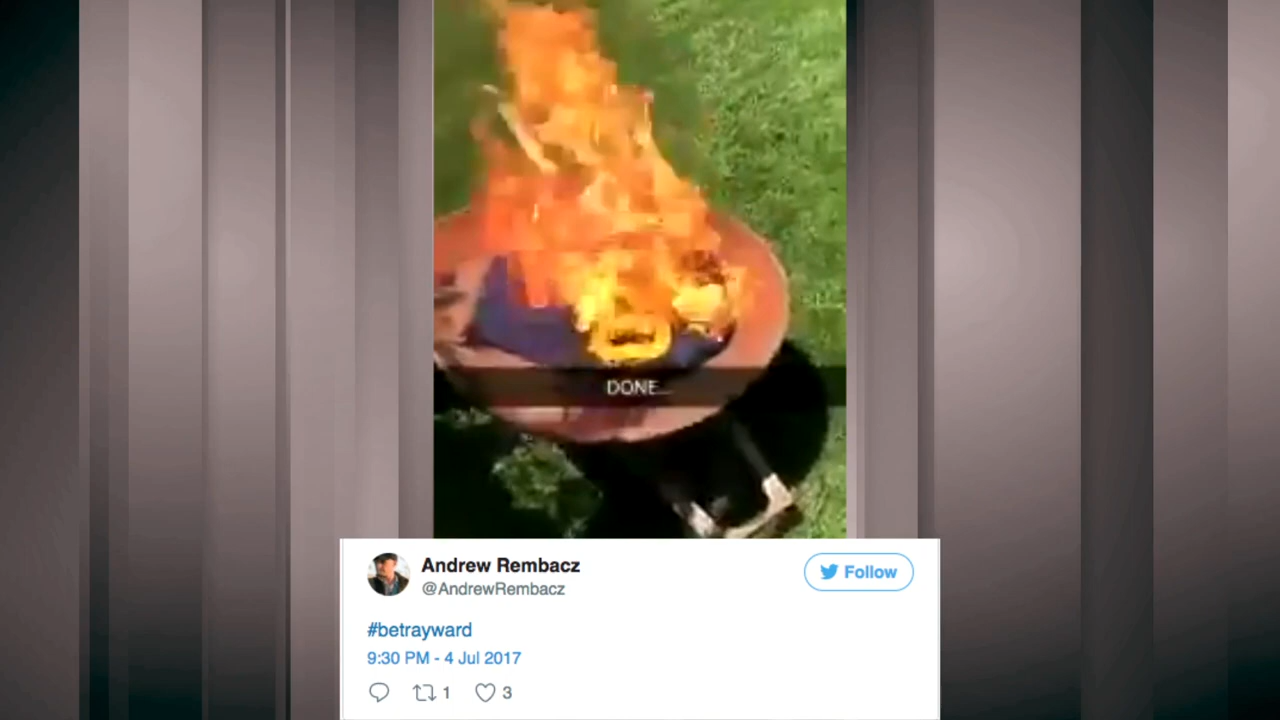 DONE...
Andrew Rembacz
@AndrewRembacz
Follow
#betrayward
9:30 PM - 4 Jul 2017
1
3